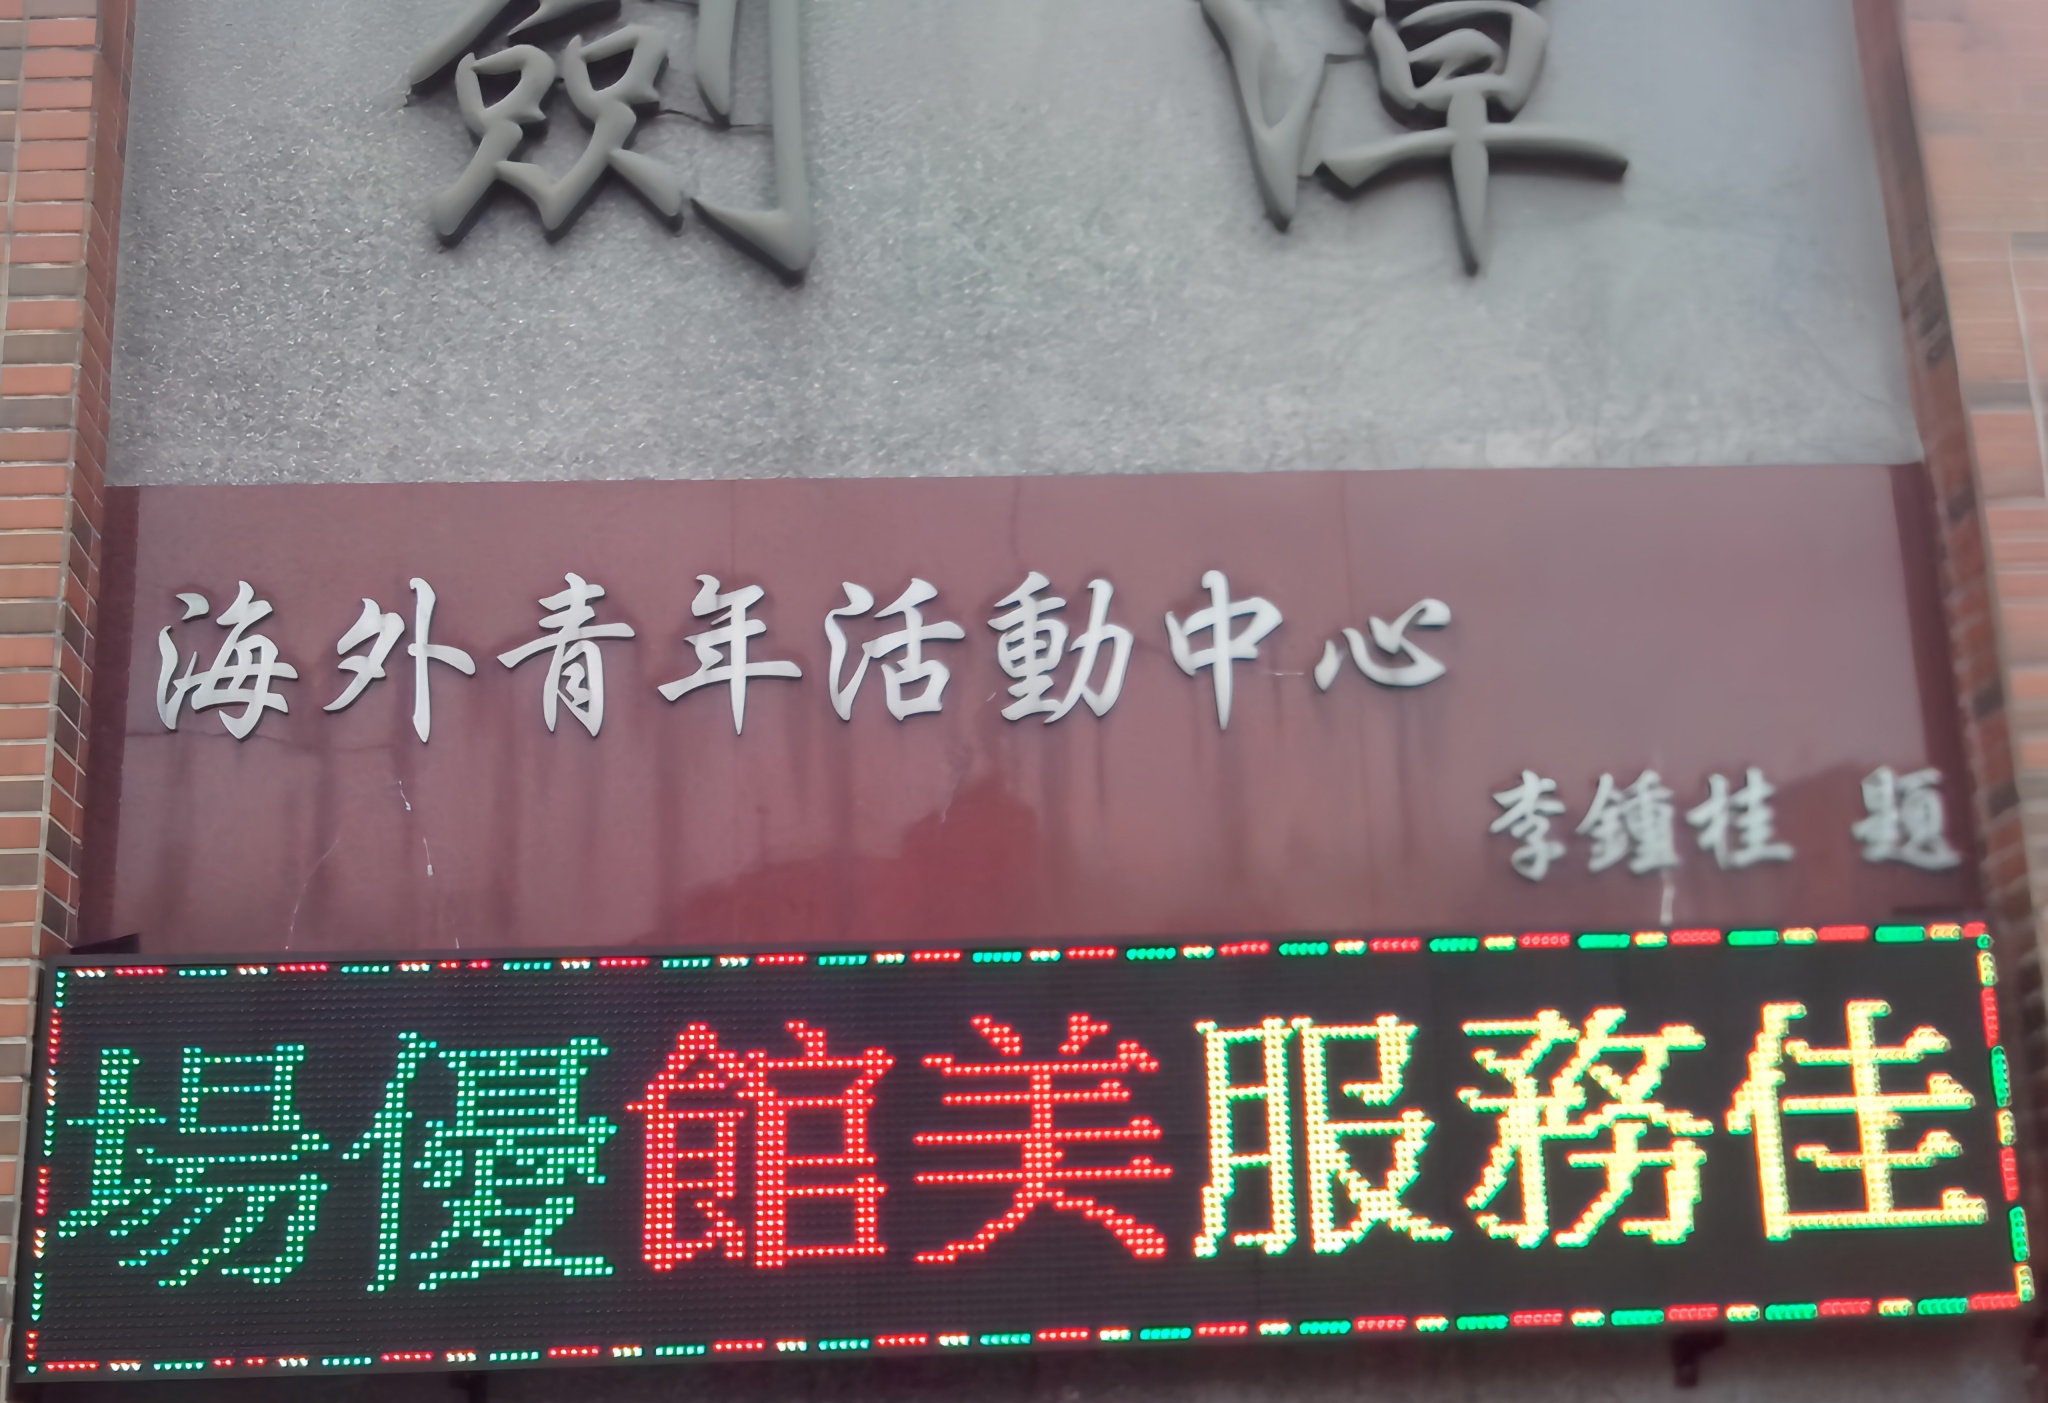 劍潭
海外青年活動中心
李鍾桂 題
場優館美服務佳